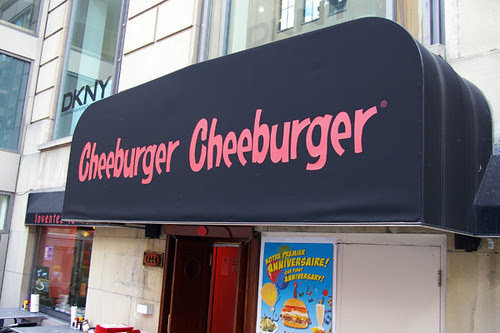 DKNY
Cheeburger Cheeburger®
Invente
NOTRE PREMIER
ANNIVERSAIRE!
OUR FIRST
ANNIVERSARY!